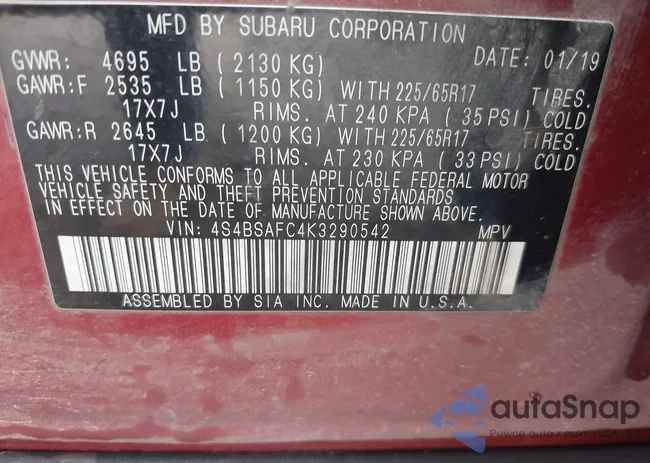 MFD BY SUBARU CORPORATION
GVWR: 4695 LB (2130 KG) DATE: 01/19
GAWR:F 2535 LB (1150 KG) WITH 225/65R17 TIRES.
17X7J RIMS. AT 240 KPA (35 PSI) COLD
GAWR:R 2645 LB (1200 KG) WITH 225/65R17 TIRES.
17X7J RIMS. AT 230 KPA (33 PSI) COLD
THIS VEHICLE CONFORMS TO ALL APPLICABLE FEDERAL MOTOR
VEHICLE SAFETY AND THEFT PREVENTION STANDARDS
IN EFFECT ON THE DATE OF MANUFACTURE SHOWN ABOVE.
VIN: 4S4BSAFC4K3290542 MPV
ASSEMBLED BY SIA INC. MADE IN U.S.A.
autaSnap
Pewne auto z